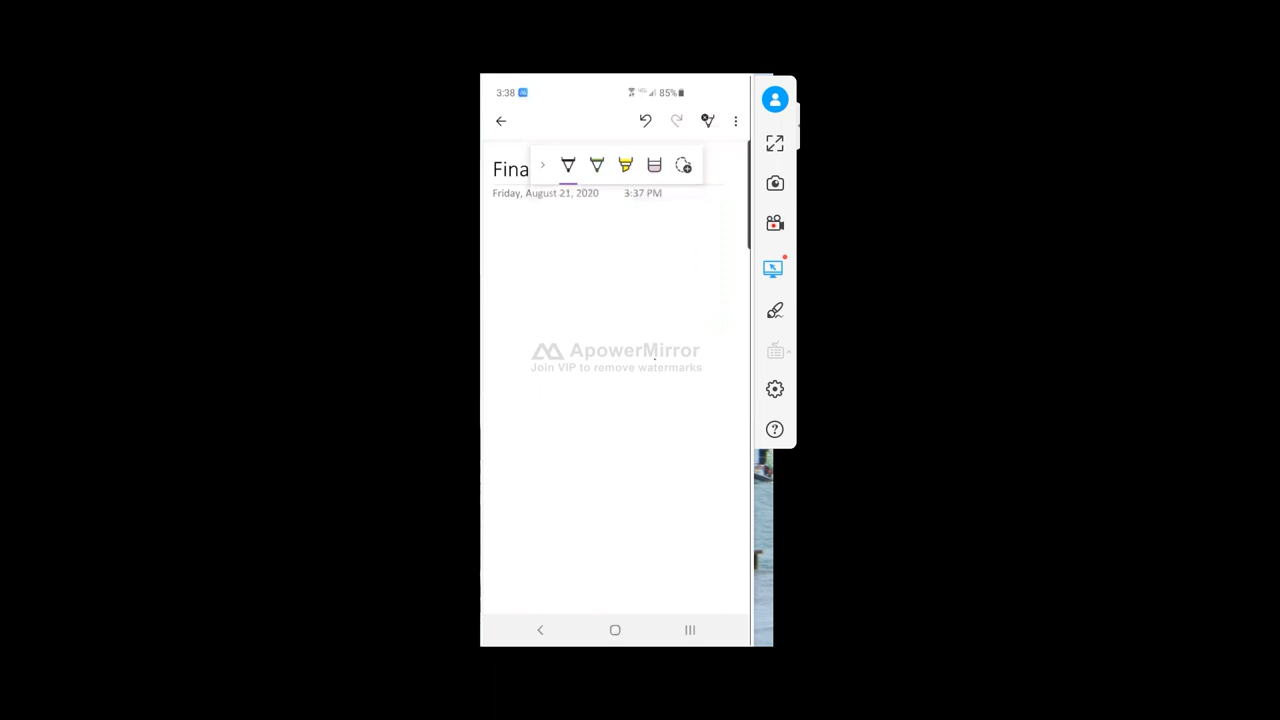 3:38 85%
Fina
Friday, August 21, 2020 3:37 PM
ApowerMirror
Join VIP to remove watermarks